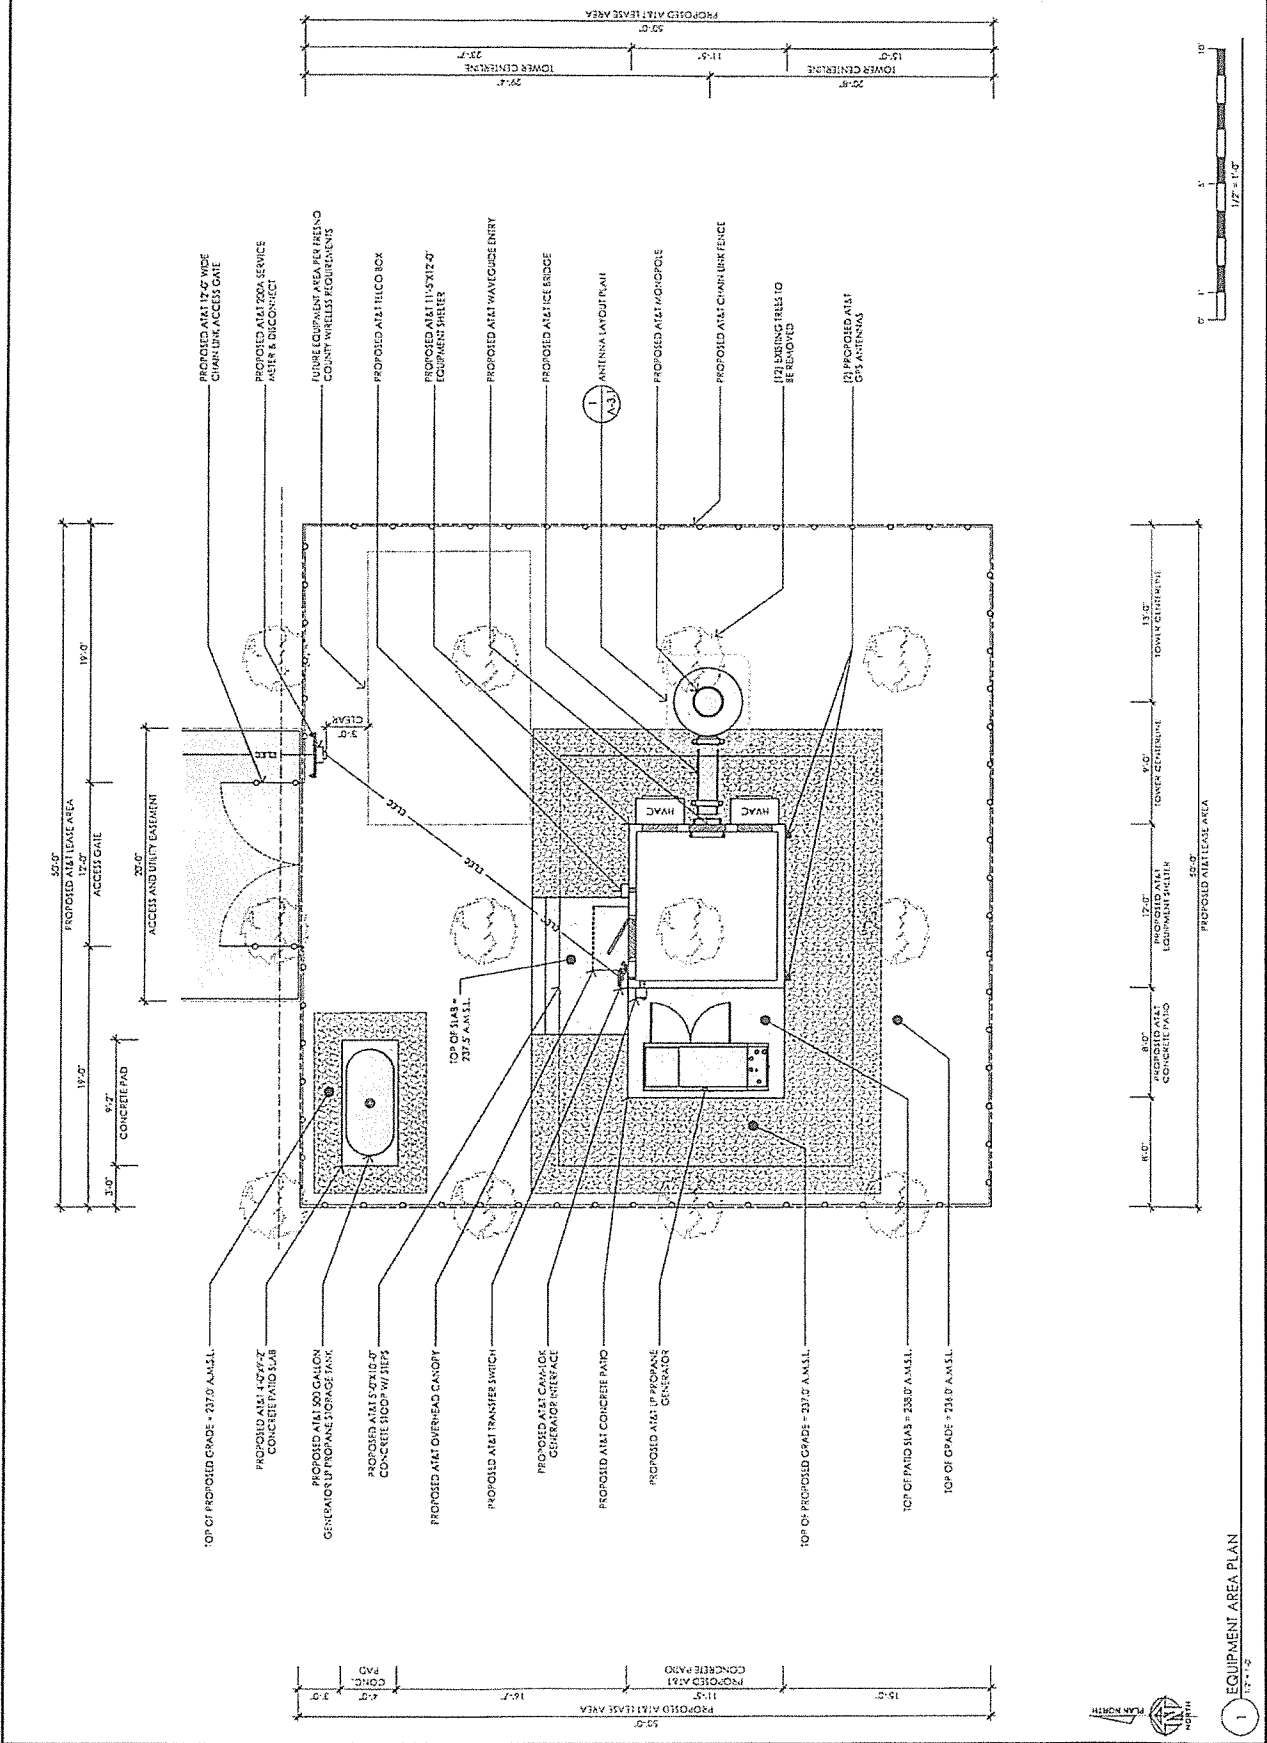 50'-0"
PROPOSED AT&T LEASE AREA
19'-0"
12'-0"
ACCESS GATE
19'-0"
20'-0"
ACCESS AND UTILITY EASEMENT
3'-0"
9'-2"
CONCRETE PAD
TOP OF PROPOSED GRADE = 237.0' A.M.S.L.
PROPOSED AT&T 4'-0"X9'-2"
CONCRETE PATIO SLAB
PROPOSED AT&T 500 GALLON
GENERATOR LP PROPANE STORAGE TANK
PROPOSED AT&T 5'-0"X10'-0"
CONCRETE STOOP W/ STEPS
PROPOSED AT&T OVERHEAD CANOPY
PROPOSED AT&T TRANSFER SWITCH
PROPOSED AT&T CAM-LOK
GENERATOR INTERFACE
PROPOSED AT&T CONCRETE PATIO
PROPOSED AT&T LP PROPANE
GENERATOR
TOP OF PROPOSED GRADE = 237.0' A.M.S.L.
TOP OF PATIO SLAB = 238.0' A.M.S.L.
TOP OF GRADE = 236.0' A.M.S.L.
TOP OF SLAB =
237.5' A.M.S.L.
3'-0"
CLEAR
ELEC
ELEC
ELEC
HVAC
HVAC
PROPOSED AT&T 12'-0" WIDE
CHAIN LINK ACCESS GATE
PROPOSED AT&T 200A SERVICE
METER & DISCONNECT
FUTURE EQUIPMENT AREA PER FRESNO
COUNTY WIRELESS REQUIREMENTS
PROPOSED AT&T TELCO BOX
PROPOSED AT&T 11'-5"X12'-0"
EQUIPMENT SHELTER
PROPOSED AT&T WAVEGUIDE ENTRY
PROPOSED AT&T ICE BRIDGE
1
A-3.1
ANTENNA LAYOUT PLAN
PROPOSED AT&T MONOPOLE
PROPOSED AT&T CHAIN LINK FENCE
[12] EXISTING TREES TO
BE REMOVED
[2] PROPOSED AT&T
GPS ANTENNAS
50'-0"
PROPOSED AT&T LEASE AREA
23'-7"
11'-5"
15'-0"
29'-4"
TOWER CENTERLINE
20'-8"
TOWER CENTERLINE
50'-0"
PROPOSED AT&T LEASE AREA
3'-0"
4'-0"
CONC.
PAD
16'-7"
11'-5"
PROPOSED AT&T
CONCRETE PATIO
15'-0"
8'-0"
8'-0"
PROPOSED AT&T
CONCRETE PATIO
12'-0"
PROPOSED AT&T
EQUIPMENT SHELTER
9'-0"
TOWER CENTERLINE
13'-0"
TOWER CENTERLINE
50'-0"
PROPOSED AT&T LEASE AREA
PLAN NORTH
NORTH
1
EQUIPMENT AREA PLAN
1/2" = 1'-0"
0'
1'
5'
10'
1/2" = 1'-0"